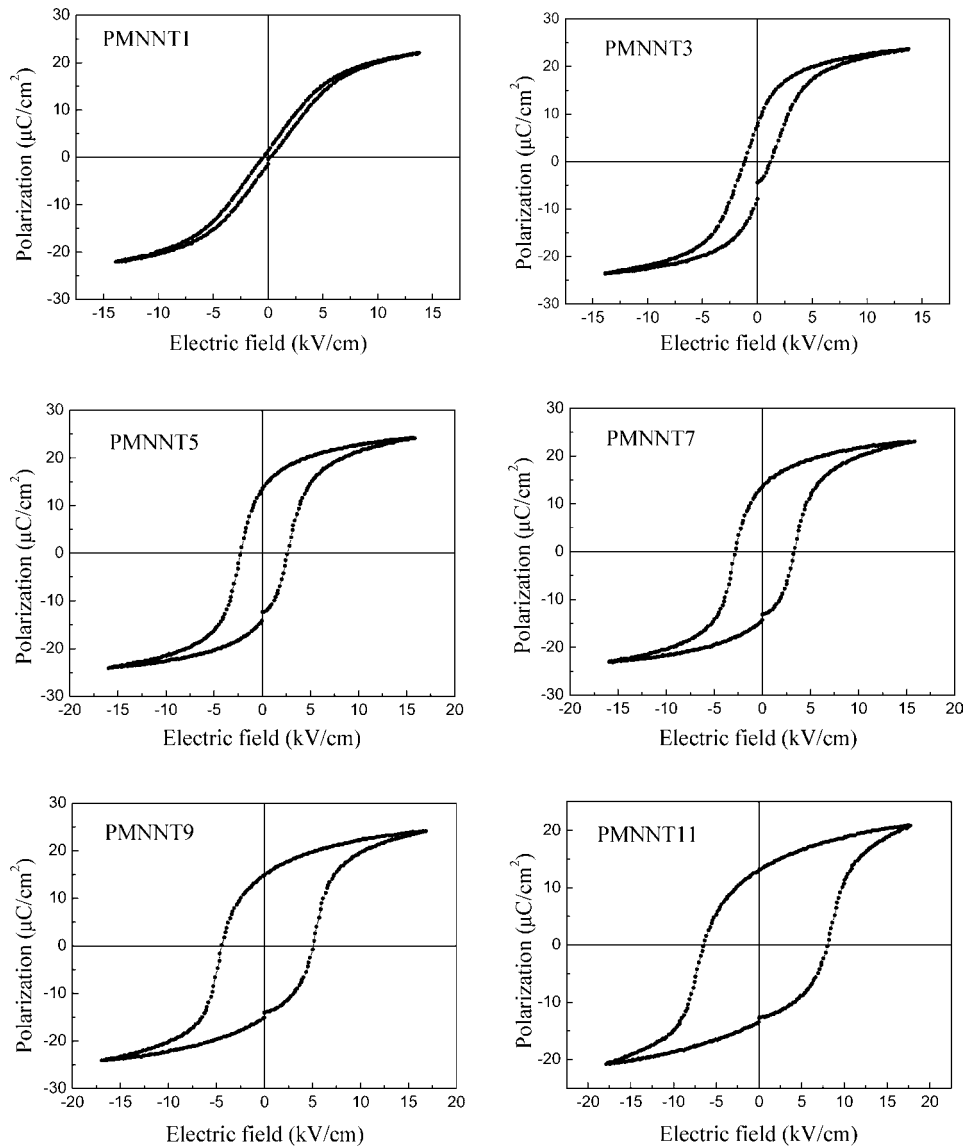 PMNNT1
Polarization (μC/cm²)
30
20
10
0
-10
-20
-30
-15 -10 -5 0 5 10 15
Electric field (kV/cm)
PMNNT3
Polarization (μC/cm²)
30
20
10
0
-10
-20
-30
-15 -10 -5 0 5 10 15
Electric field (kV/cm)
PMNNT5
Polarization (μC/cm²)
30
20
10
0
-10
-20
-30
-20 -15 -10 -5 0 5 10 15 20
Electric field (kV/cm)
PMNNT7
Polarization (μC/cm²)
30
20
10
0
-10
-20
-30
-20 -15 -10 -5 0 5 10 15 20
Electric field (kV/cm)
PMNNT9
Polarization (μC/cm²)
30
20
10
0
-10
-20
-30
20 -15 -10 -5 0 5 10 15 20
Electric field (kV/cm)
PMNNT11
Polarization (μC/cm²)
20
10
0
-10
-20
-20 -15 -10 -5 0 5 10 15 20
Electric field (kV/cm)